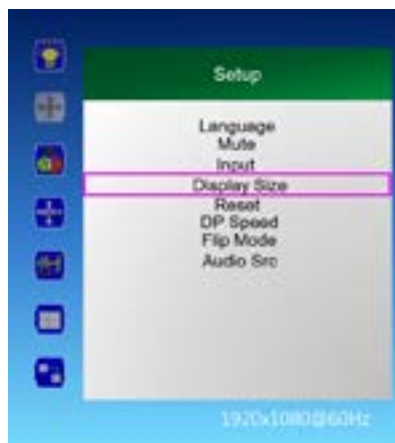 Setup
Language
Mute
Input
Display Size
Reset
DP Speed
Flip Mode
Audio Src
1920x1080@60Hz